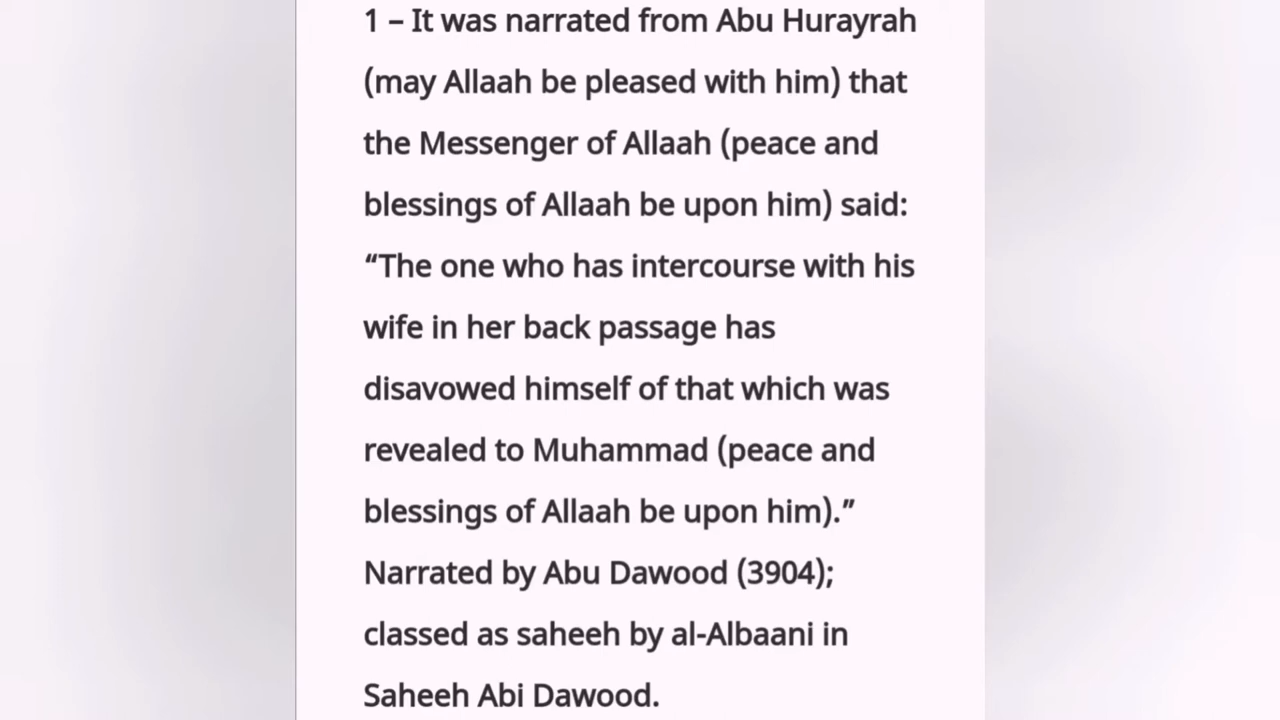 1 – It was narrated from Abu Hurayrah
(may Allaah be pleased with him) that
the Messenger of Allaah (peace and
blessings of Allaah be upon him) said:
“The one who has intercourse with his
wife in her back passage has
disavowed himself of that which was
revealed to Muhammad (peace and
blessings of Allaah be upon him).”
Narrated by Abu Dawood (3904);
classed as saheeh by al-Albaani in
Saheeh Abi Dawood.